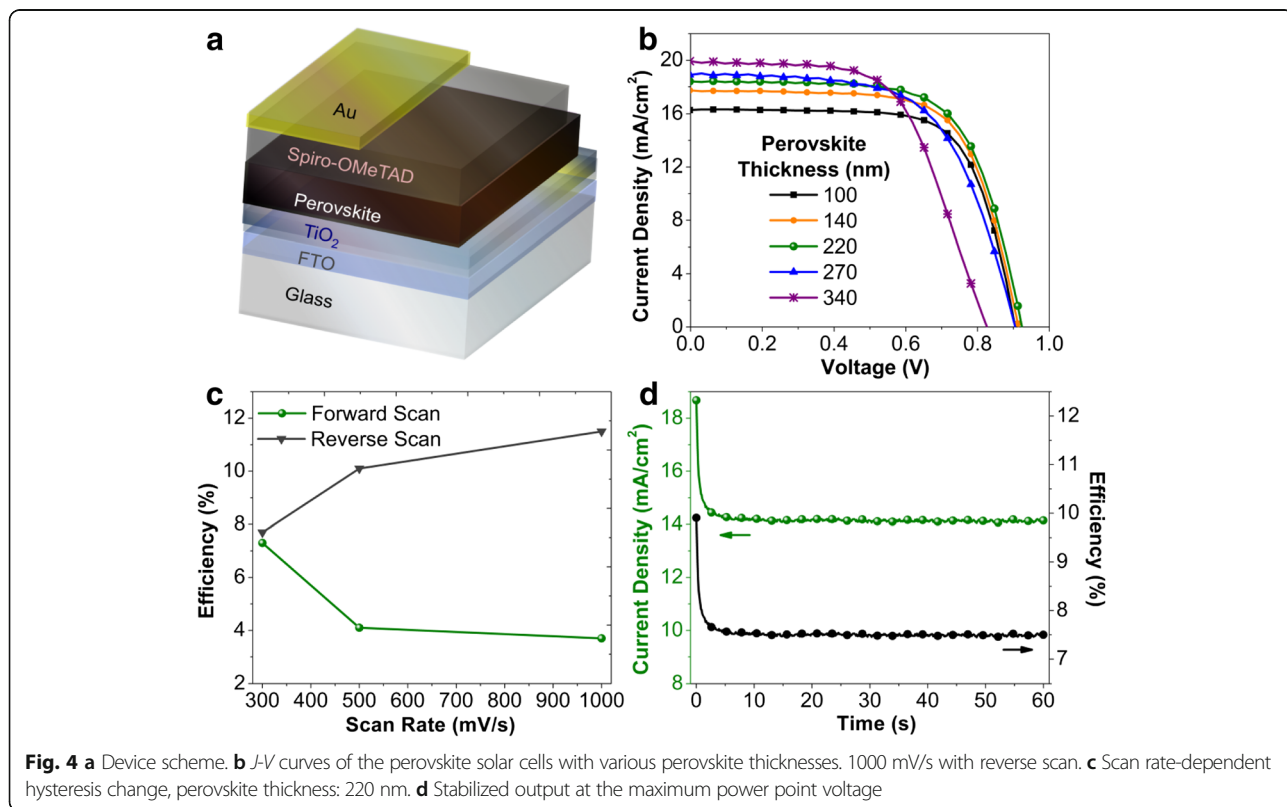 a
Au
Spiro-OMeTAD
Perovskite
TiO₂
FTO
Glass
b
Current Density (mA/cm²)
20
16
12
8
4
0
Perovskite
Thickness (nm)
100
140
220
270
340
0.0 0.2 0.4 0.6 0.8 1.0
Voltage (V)
c
Efficiency (%)
12
10
8
6
4
2
Forward Scan
Reverse Scan
300 400 500 600 700 800 900 1000
Scan Rate (mV/s)
d
Current Density (mA/cm²)
18
16
14
12
10
8
12
11
10
9
8
7
Efficiency (%)
0 10 20 30 40 50 60
Time (s)
Fig. 4 a Device scheme. b J-V curves of the perovskite solar cells with various perovskite thicknesses. 1000 mV/s with reverse scan. c Scan rate-dependent
hysteresis change, perovskite thickness: 220 nm. d Stabilized output at the maximum power point voltage